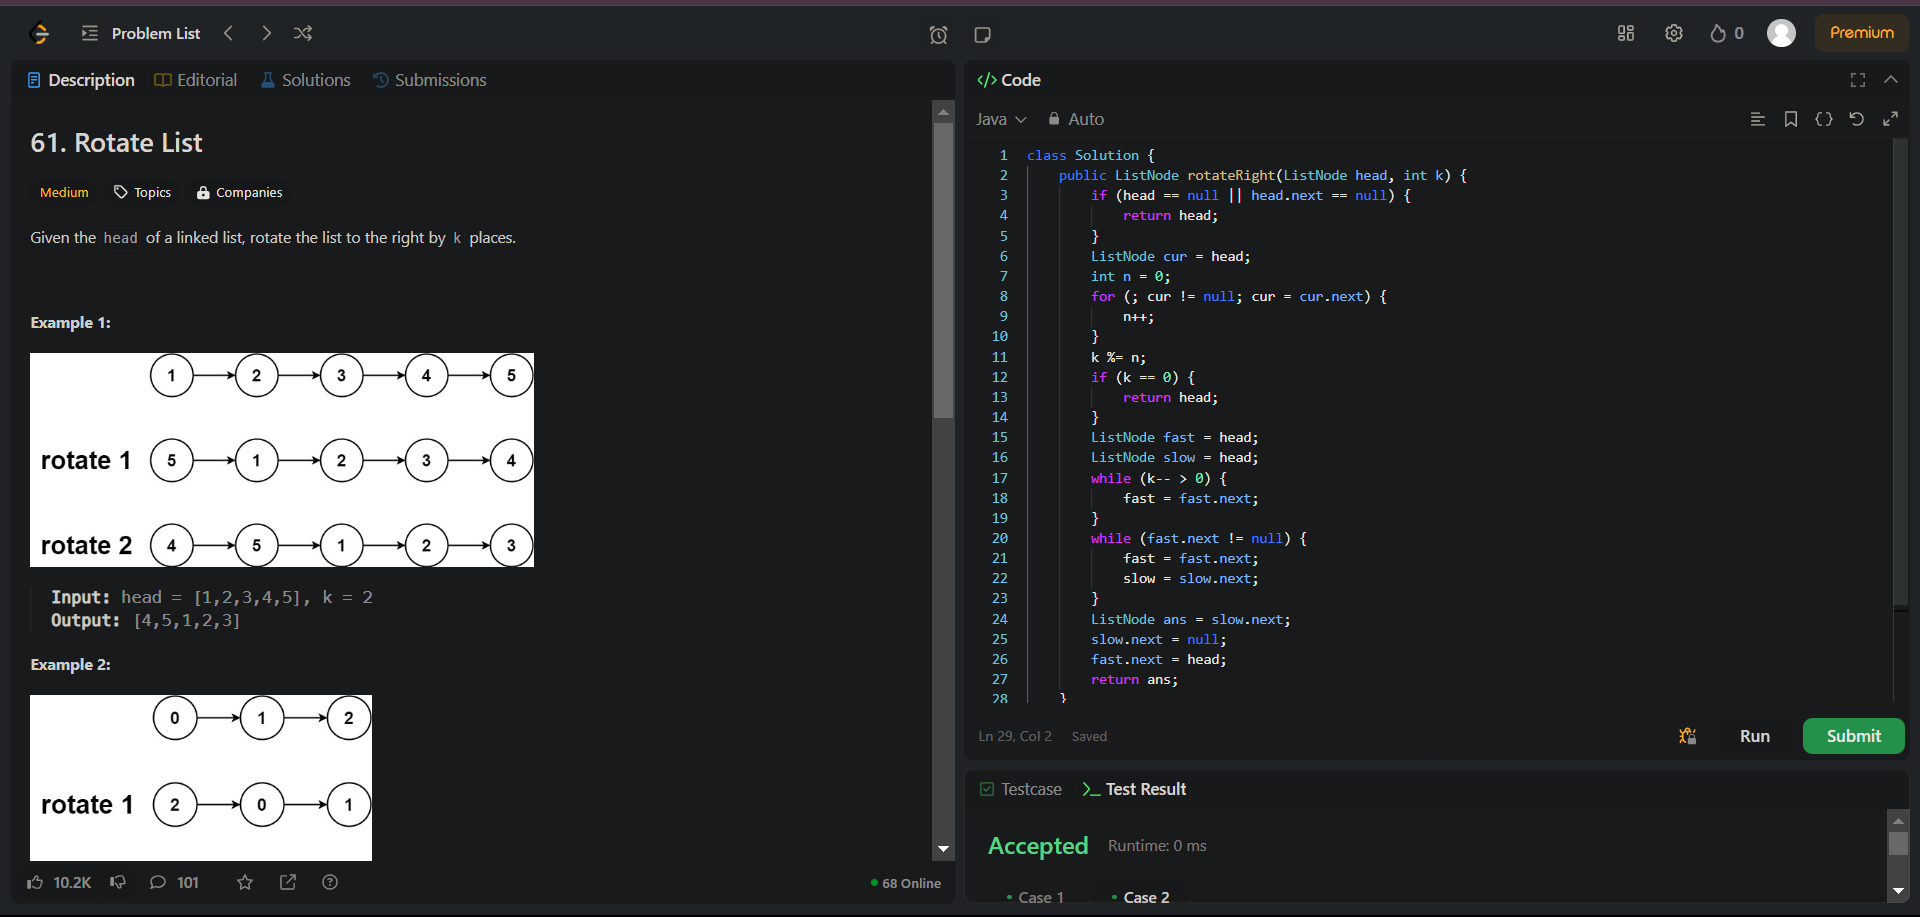 Problem List
0
Premium
Description
Editorial
Solutions
Submissions
61. Rotate List
Medium
Topics
Companies
Given the head of a linked list, rotate the list to the right by k places.
Example 1:
1 2 3 4 5
rotate 1 5 1 2 3 4
rotate 2 4 5 1 2 3
Input: head = [1,2,3,4,5], k = 2
Output: [4,5,1,2,3]
Example 2:
0 1 2
rotate 1 2 0 1
10.2K
101
68 Online
</> Code
Java
Auto
1 class Solution {
2 public ListNode rotateRight(ListNode head, int k) {
3 if (head == null || head.next == null) {
4 return head;
5 }
6 ListNode cur = head;
7 int n = 0;
8 for (; cur != null; cur = cur.next) {
9 n++;
10 }
11 k %= n;
12 if (k == 0) {
13 return head;
14 }
15 ListNode fast = head;
16 ListNode slow = head;
17 while (k-- > 0) {
18 fast = fast.next;
19 }
20 while (fast.next != null) {
21 fast = fast.next;
22 slow = slow.next;
23 }
24 ListNode ans = slow.next;
25 slow.next = null;
26 fast.next = head;
27 return ans;
28 }
Ln 29, Col 2 Saved
Run
Submit
Testcase
Test Result
Accepted
Runtime: 0 ms
Case 1
Case 2